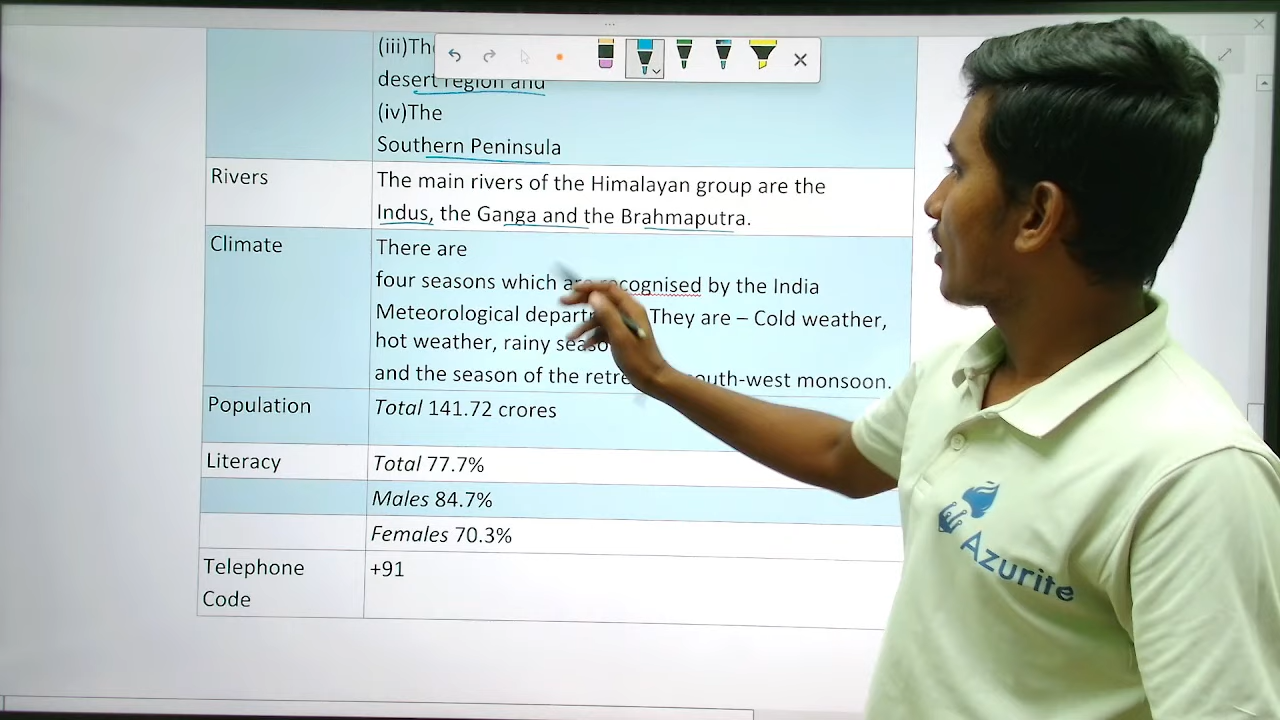 (iii)The
desert region and
(iv)The
Southern Peninsula
Rivers
The main rivers of the Himalayan group are the
Indus, the Ganga and the Brahmaputra.
Climate
There are
four seasons which are recognised by the India
Meteorological They are – Cold weather,
hot weather, rainy
and the season of the south-west monsoon.
Population
Total 141.72 crores
Literacy
Total 77.7%
Males 84.7%
Females 70.3%
Telephone
Code
+91
Azurite